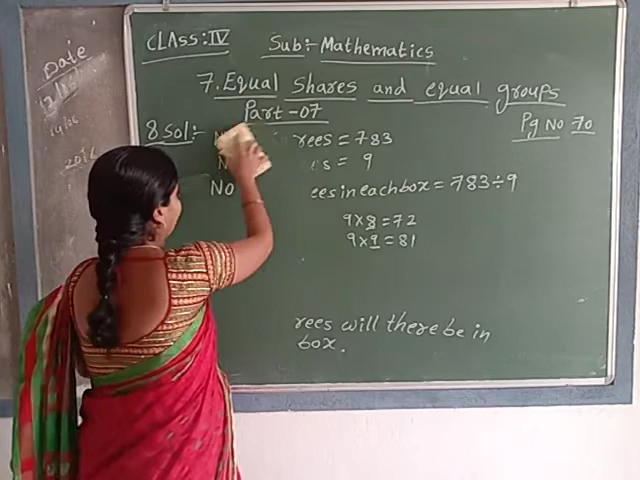 CLAss:IV
Sub:- Mathematics
Date
7. Equal shares and equal groups
Part-07
Pg No 70
8 Sol:-
rees = 783
s = 9
No
ees in each box = 783÷9
9×8=72
9×9=81
rees will there be in
box.